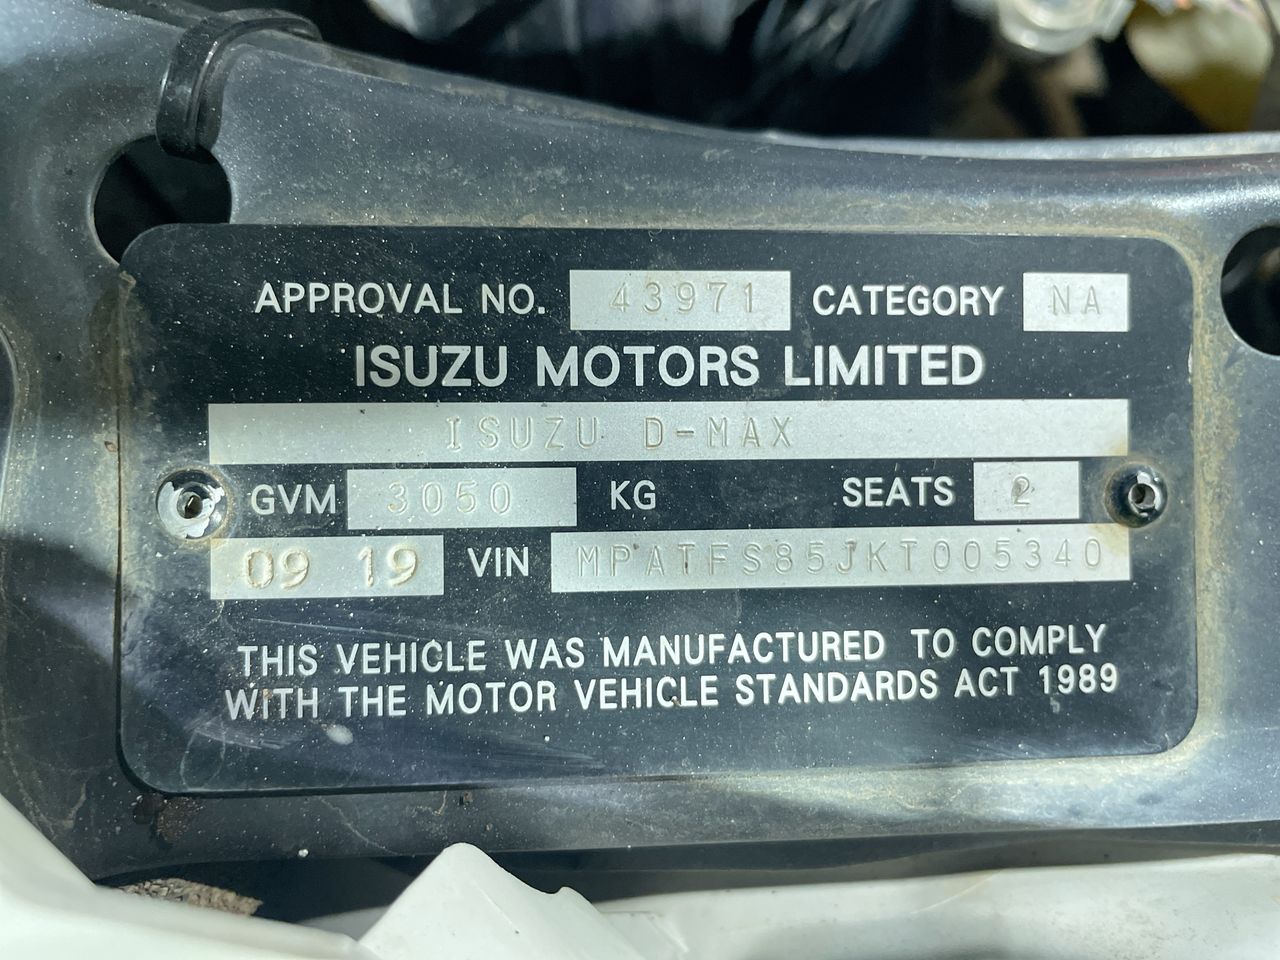 APPROVAL NO. 43971 CATEGORY NA
ISUZU MOTORS LIMITED
ISUZU D-MAX
GVM 3050 KG SEATS 2
09 19 VIN MPATFS85JKT005340
THIS VEHICLE WAS MANUFACTURED TO COMPLY
WITH THE MOTOR VEHICLE STANDARDS ACT 1989